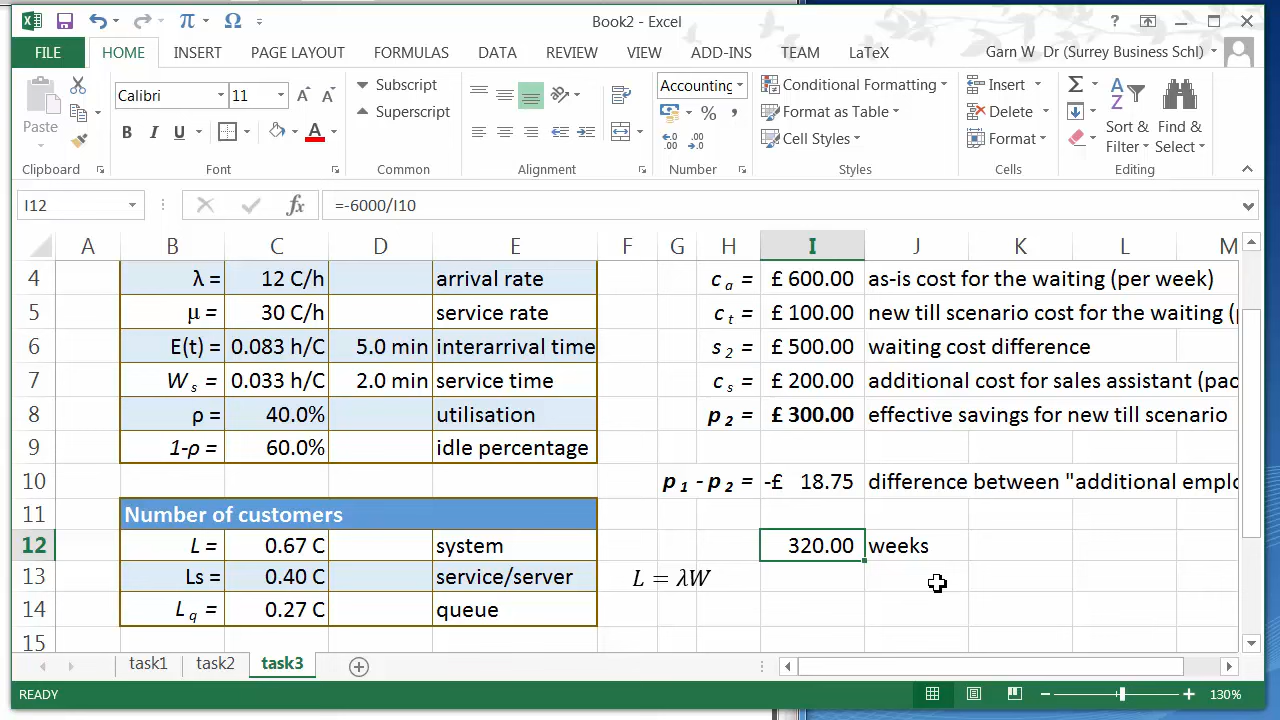 Book2 - Excel
FILE HOME INSERT PAGE LAYOUT FORMULAS DATA REVIEW VIEW ADD-INS TEAM LaTeX Garn W Dr (Surrey Business Schl)
Paste
Calibri 11
B I U
Subscript
Superscript
Accounting
Conditional Formatting
Format as Table
Cell Styles
Insert
Delete
Format
Sort & Filter
Find & Select
Clipboard Font Common Alignment Number Styles Cells Editing
I12 fx =-6000/I10
A B C D E F G H I J K L M
4 λ = 12 C/h arrival rate c a = £ 600.00 as-is cost for the waiting (per week)
5 μ = 30 C/h service rate c t = £ 100.00 new till scenario cost for the waiting (
6 E(t) = 0.083 h/C 5.0 min interarrival time s 2 = £ 500.00 waiting cost difference
7 W s = 0.033 h/C 2.0 min service time c s = £ 200.00 additional cost for sales assistant (pac
8 ρ = 40.0% utilisation p 2 = £ 300.00 effective savings for new till scenario
9 1-ρ = 60.0% idle percentage
10 p 1 - p 2 = -£ 18.75 difference between "additional emplo
11 Number of customers
12 L = 0.67 C system 320.00 weeks
13 Ls = 0.40 C service/server L = λW
14 L q = 0.27 C queue
15
task1 task2 task3
READY 130%